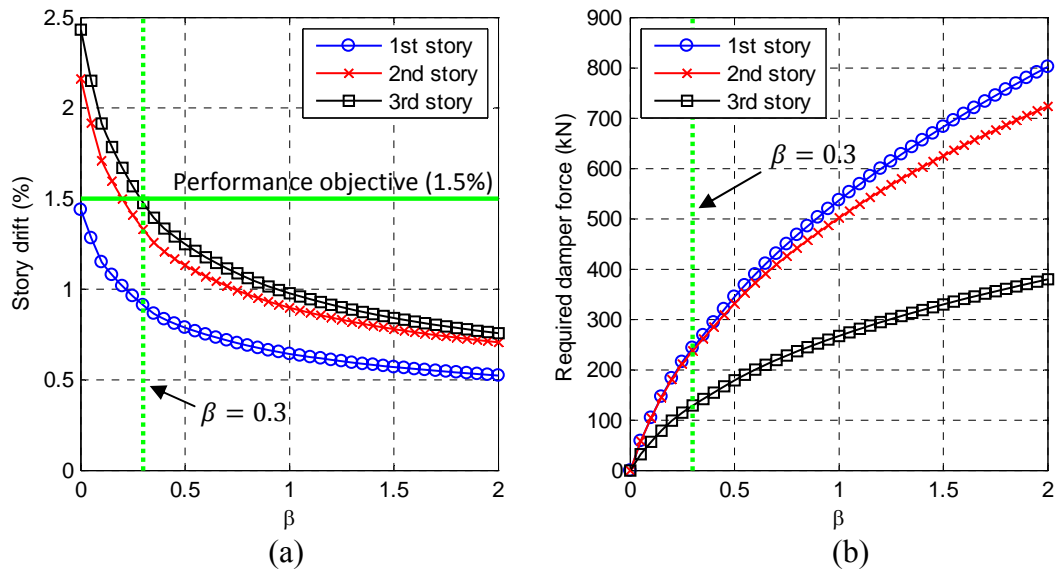 2.5
2
1.5
1
0.5
0
Story drift (%)
1st story
2nd story
3rd story
Performance objective (1.5%)
β = 0.3
0
0.5
1
1.5
2
β
(a)
900
800
700
600
500
400
300
200
100
0
Required damper force (kN)
1st story
2nd story
3rd story
β = 0.3
0
0.5
1
1.5
2
β
(b)